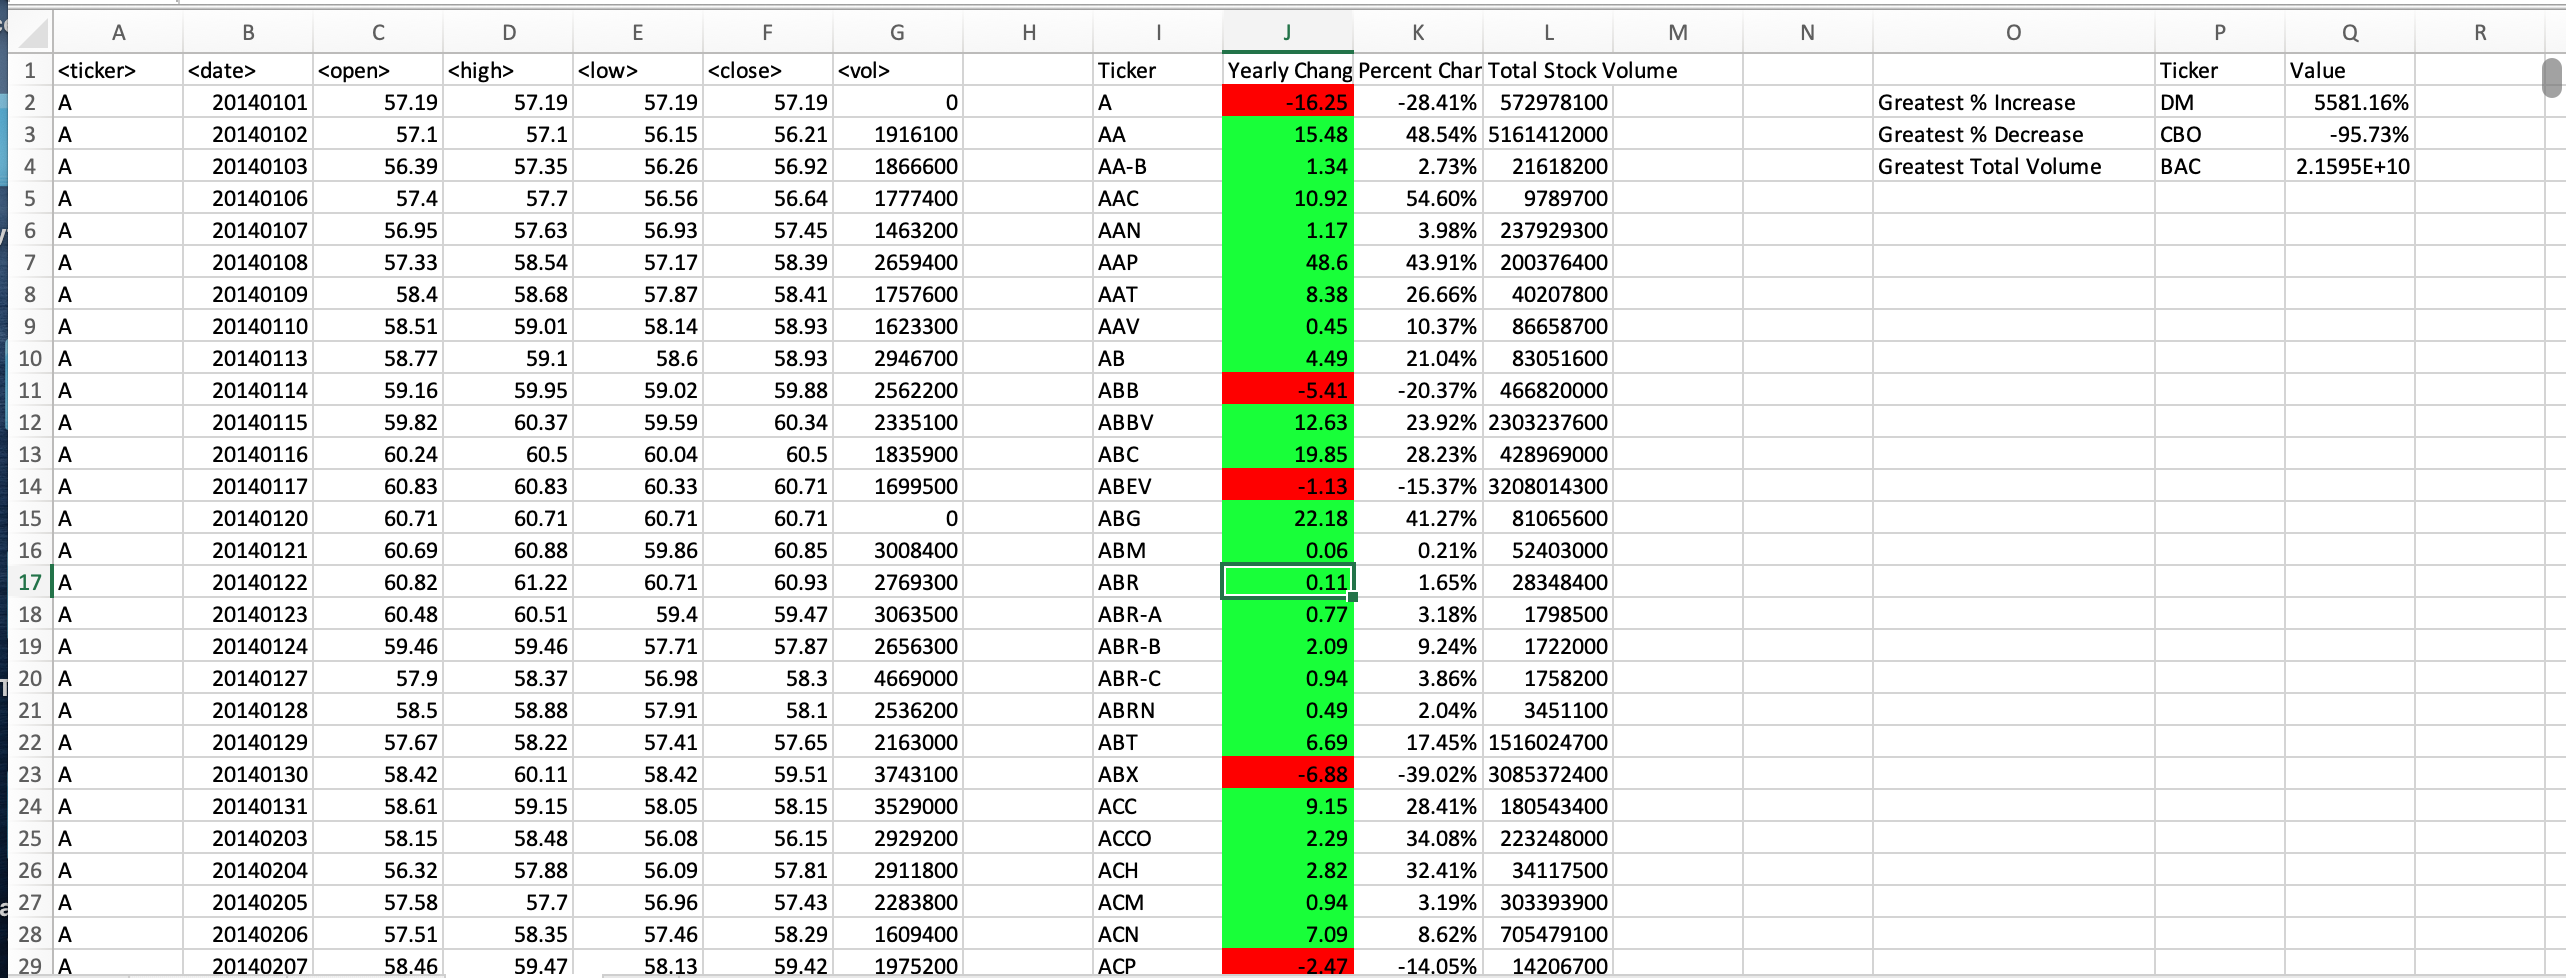 A B C D E F G H I J K L M N O P Q R
1 <ticker> <date> <open> <high> <low> <close> <vol> Ticker Yearly Chang Percent Char Total Stock Volume Ticker Value
2 A 20140101 57.19 57.19 57.19 57.19 0 A -16.25 -28.41% 572978100 Greatest % Increase DM 5581.16%
3 A 20140102 57.1 57.1 56.15 56.21 1916100 AA 15.48 48.54% 5161412000 Greatest % Decrease CBO -95.73%
4 A 20140103 56.39 57.35 56.26 56.92 1866600 AA-B 1.34 2.73% 21618200 Greatest Total Volume BAC 2.1595E+10
5 A 20140106 57.4 57.7 56.56 56.64 1777400 AAC 10.92 54.60% 9789700
6 A 20140107 56.95 57.63 56.93 57.45 1463200 AAN 1.17 3.98% 237929300
7 A 20140108 57.33 58.54 57.17 58.39 2659400 AAP 48.6 43.91% 200376400
8 A 20140109 58.4 58.68 57.87 58.41 1757600 AAT 8.38 26.66% 40207800
9 A 20140110 58.51 59.01 58.14 58.93 1623300 AAV 0.45 10.37% 86658700
10 A 20140113 58.77 59.1 58.6 58.93 2946700 AB 4.49 21.04% 83051600
11 A 20140114 59.16 59.95 59.02 59.88 2562200 ABB -5.41 -20.37% 466820000
12 A 20140115 59.82 60.37 59.59 60.34 2335100 ABBV 12.63 23.92% 2303237600
13 A 20140116 60.24 60.5 60.04 60.5 1835900 ABC 19.85 28.23% 428969000
14 A 20140117 60.83 60.83 60.33 60.71 1699500 ABEV -1.13 -15.37% 3208014300
15 A 20140120 60.71 60.71 60.71 60.71 0 ABG 22.18 41.27% 81065600
16 A 20140121 60.69 60.88 59.86 60.85 3008400 ABM 0.06 0.21% 52403000
17 A 20140122 60.82 61.22 60.71 60.93 2769300 ABR 0.11 1.65% 28348400
18 A 20140123 60.48 60.51 59.4 59.47 3063500 ABR-A 0.77 3.18% 1798500
19 A 20140124 59.46 59.46 57.71 57.87 2656300 ABR-B 2.09 9.24% 1722000
20 A 20140127 57.9 58.37 56.98 58.3 4669000 ABR-C 0.94 3.86% 1758200
21 A 20140128 58.5 58.88 57.91 58.1 2536200 ABRN 0.49 2.04% 3451100
22 A 20140129 57.67 58.22 57.41 57.65 2163000 ABT 6.69 17.45% 1516024700
23 A 20140130 58.42 60.11 58.42 59.51 3743100 ABX -6.88 -39.02% 3085372400
24 A 20140131 58.61 59.15 58.05 58.15 3529000 ACC 9.15 28.41% 180543400
25 A 20140203 58.15 58.48 56.08 56.15 2929200 ACCO 2.29 34.08% 223248000
26 A 20140204 56.32 57.88 56.09 57.81 2911800 ACH 2.82 32.41% 34117500
27 A 20140205 57.58 57.7 56.96 57.43 2283800 ACM 0.94 3.19% 303393900
28 A 20140206 57.51 58.35 57.46 58.29 1609400 ACN 7.09 8.62% 705479100
29 A 20140207 58.46 59.47 58.13 59.42 1975200 ACP -2.47 -14.05% 14206700